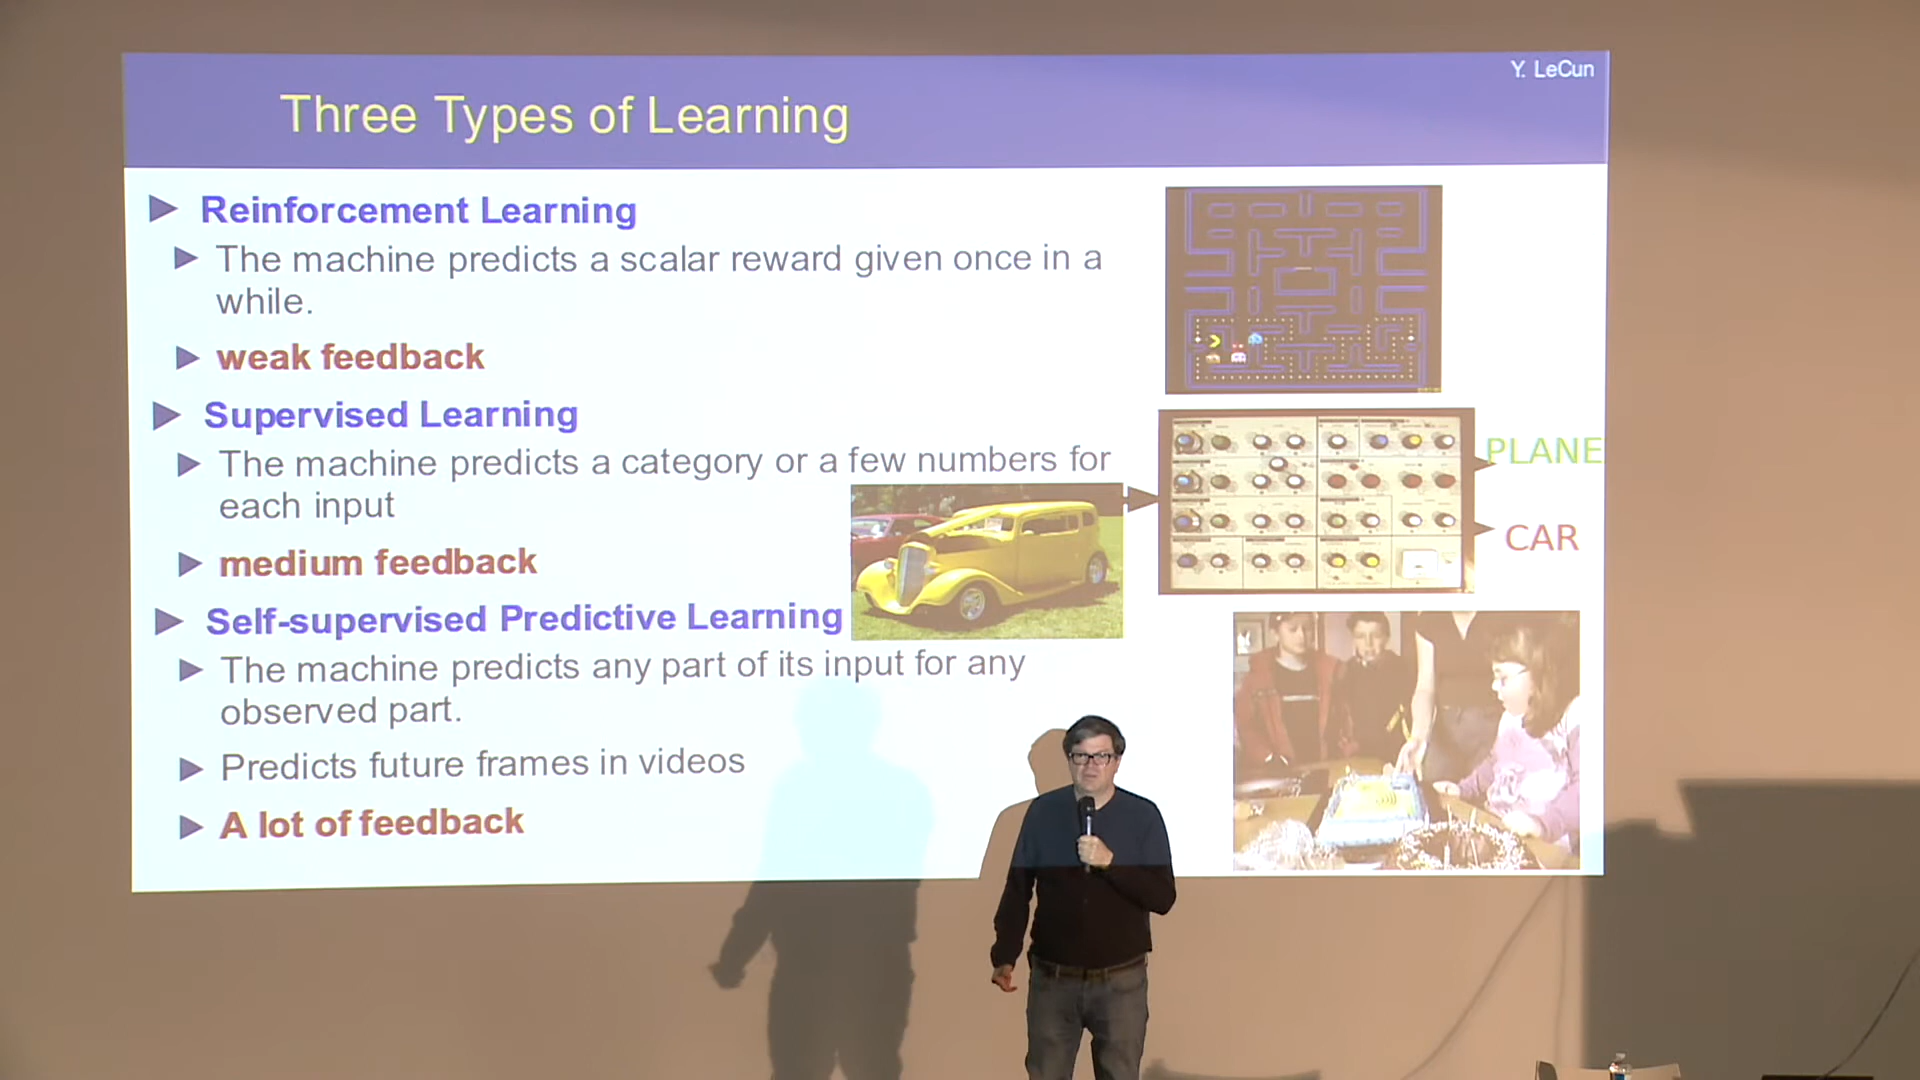 Y. LeCun
Three Types of Learning
Reinforcement Learning
The machine predicts a scalar reward given once in a
while.
weak feedback
Supervised Learning
The machine predicts a category or a few numbers for
each input
medium feedback
PLANE
CAR
Self-supervised Predictive Learning
The machine predicts any part of its input for any
observed part.
Predicts future frames in videos
A lot of feedback